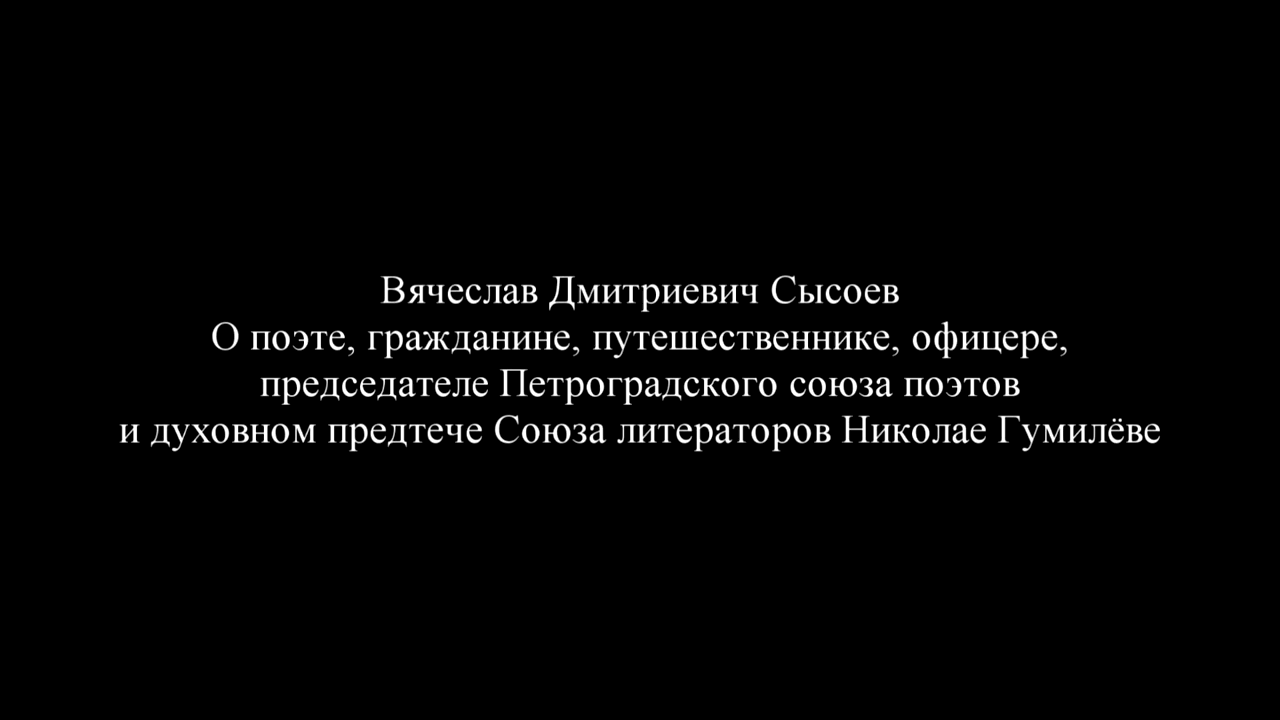 Вячеслав Дмитриевич Сысоев
О поэте, гражданине, путешественнике, офицере,
председателе Петроградского союза поэтов
и духовном предтече Союза литераторов Николае Гумилёве